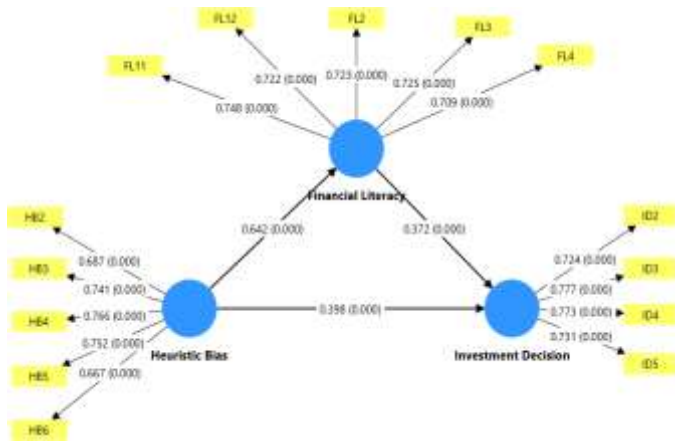 FL12
FL2
FL3
FL11
FL4
0.722 (0.000)
0.723 (0.000)
0.725 (0.000)
0.748 (0.000)
0.709 (0.000)
Financial Literacy
HB2
ID2
0.642 (0.000)
0.372 (0.000)
0.687 (0.000)
0.724 (0.000)
HB3
ID3
0.741 (0.000)
0.777 (0.000)
HB4
0.766 (0.000)
0.398 (0.000)
0.773 (0.000)
ID4
0.752 (0.000)
0.731 (0.000)
Heuristic Bias
Investment Decision
HB5
ID5
0.667 (0.000)
HB6